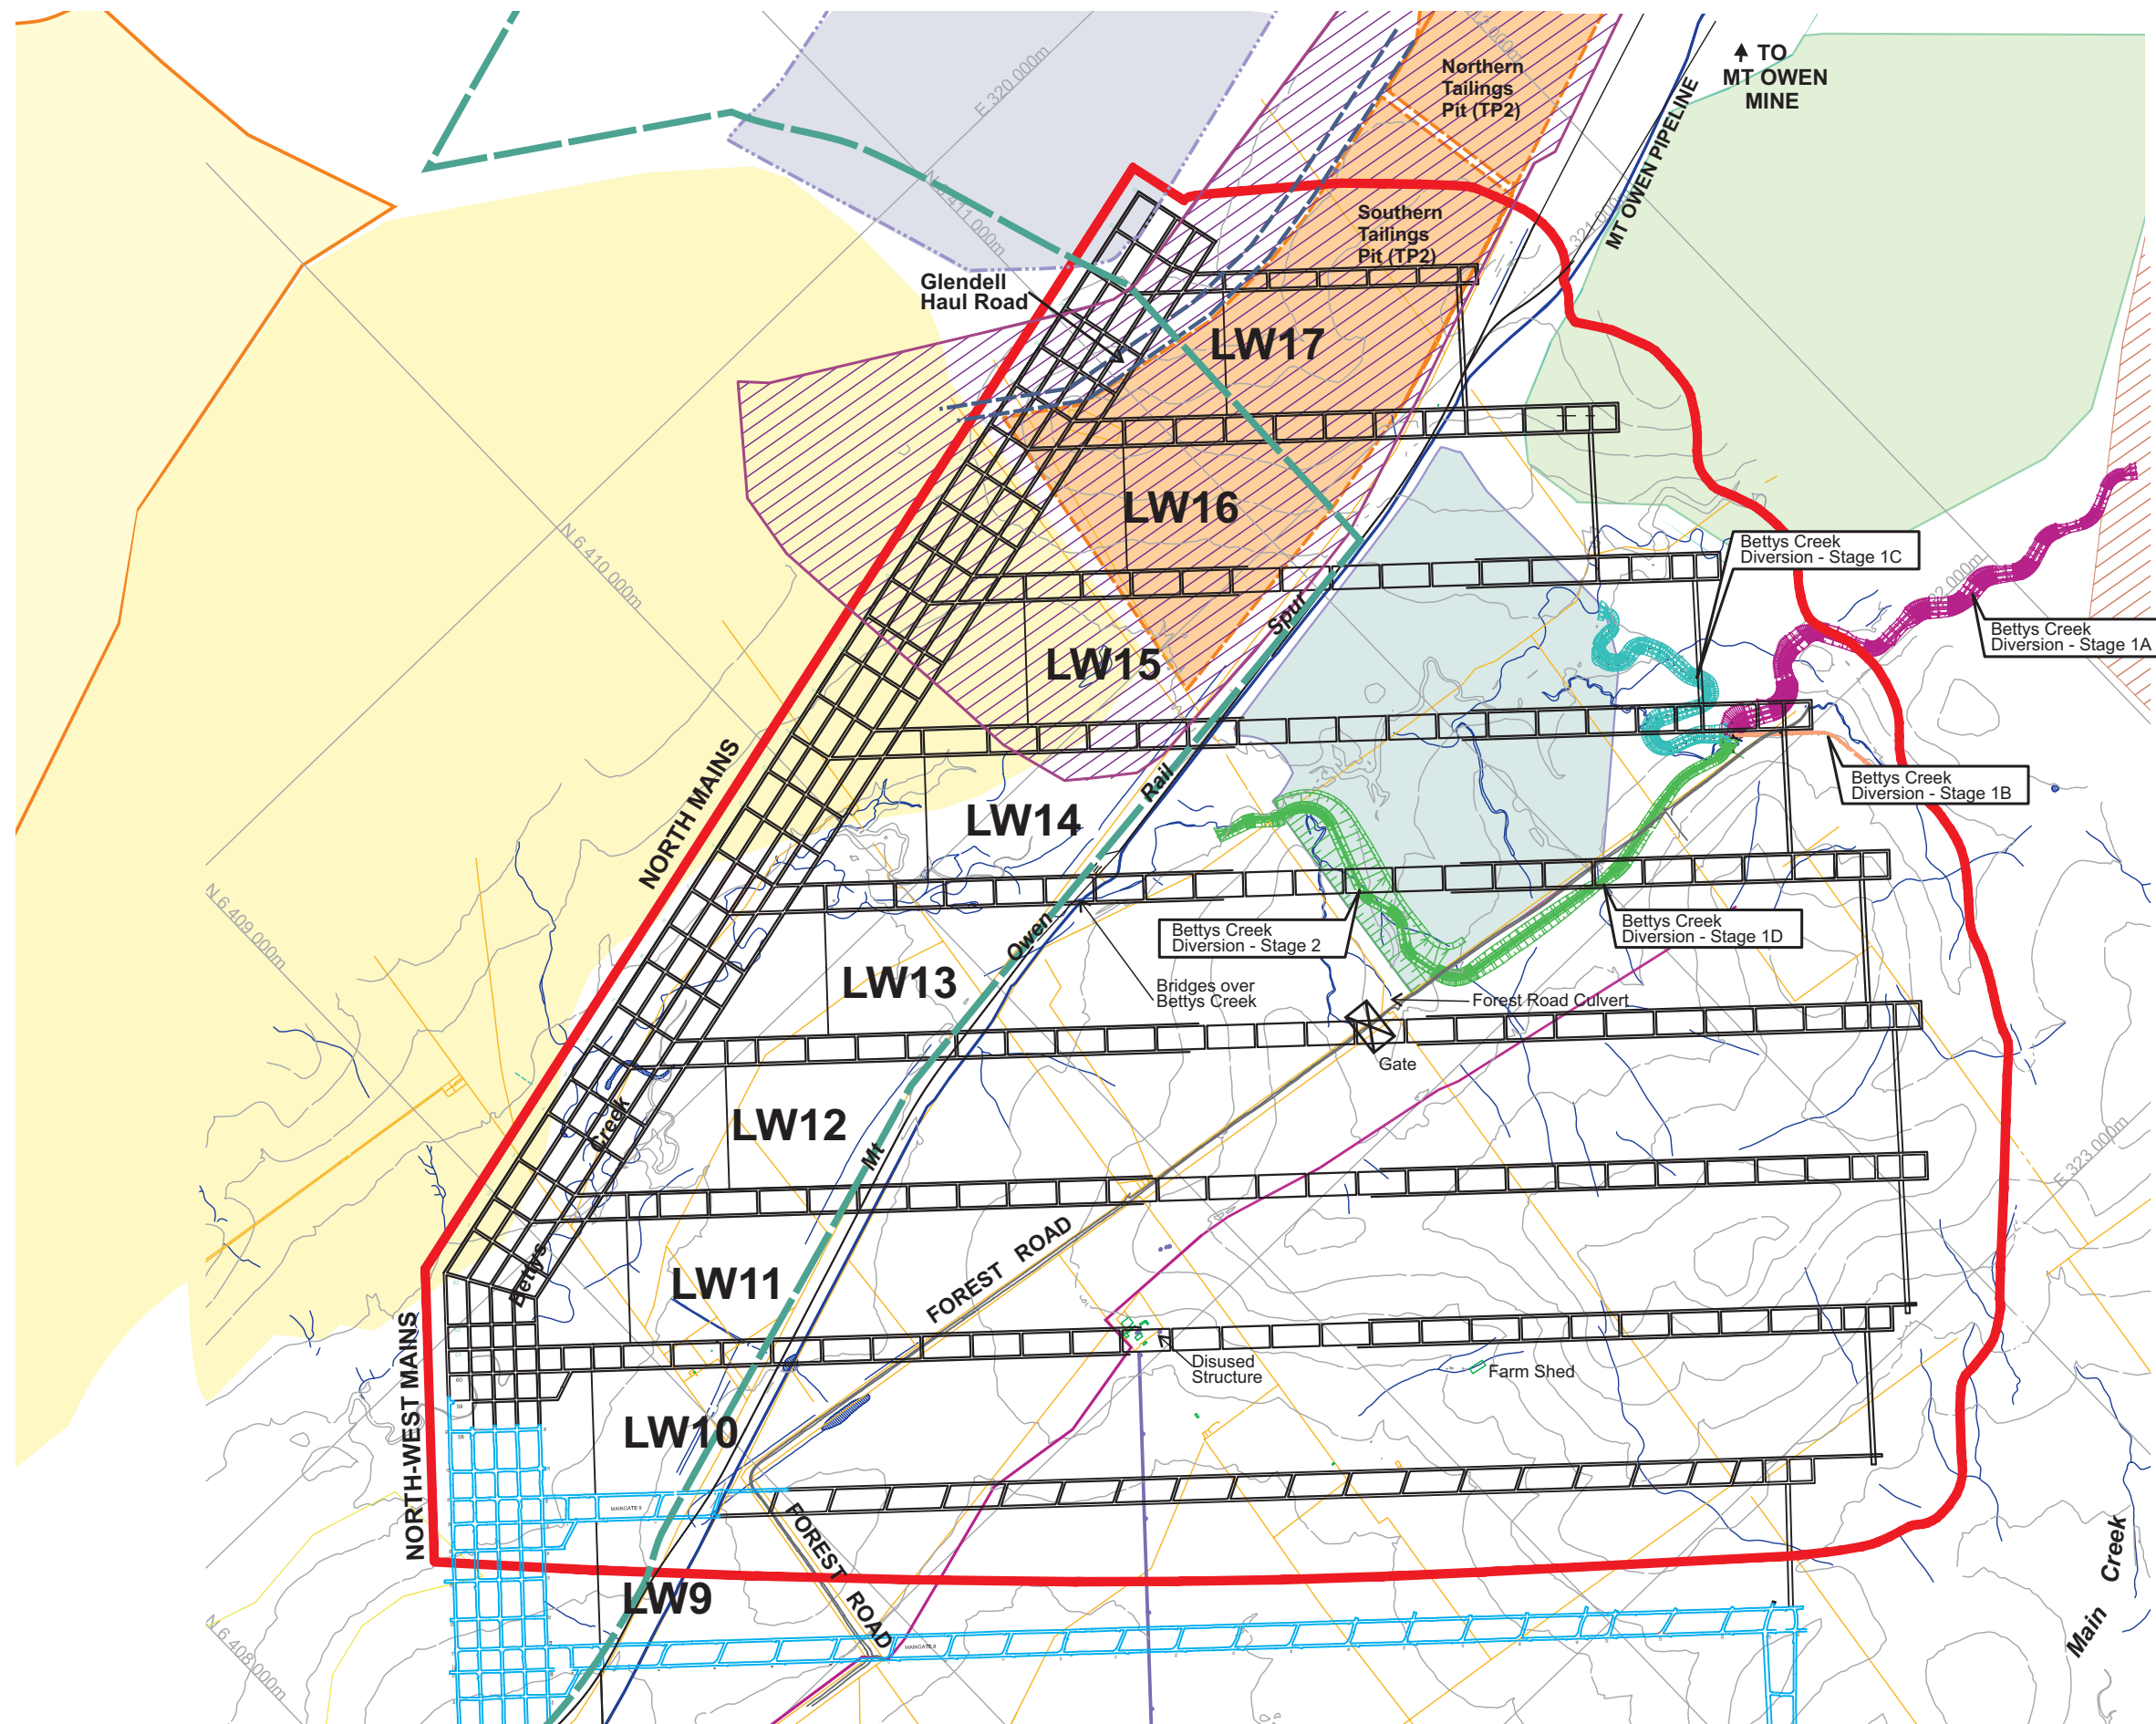 TO
MT OWEN
MINE
Northern
Tailings
Pit (TP2)
E 320 000m
MT OWEN PIPELINE
N 6 411 000m
Southern
Tailings
Pit (TP2)
Glendell
Haul Road
LW17
LW16
N 6 410 000m
Bettys Creek
Diversion - Stage 1C
Bettys Creek
Diversion - Stage 1A
Spur
LW15
NORTH MAINS
Rail
Bettys Creek
Diversion - Stage 1B
LW14
N 6 409 000m
Owen
Bettys Creek
Diversion - Stage 2
Bettys Creek
Diversion - Stage 1D
LW13
Bridges over
Bettys Creek
Forest Road Culvert
Gate
Creek
LW12
Mt
E 323 000m
FOREST ROAD
Bettys
LW11
NORTH-WEST MAINS
Disused
Structure
Farm Shed
LW10
MAINGATE 9
FOREST ROAD
LW9
MAINGATE 8
Main Creek
N 6 408 000m